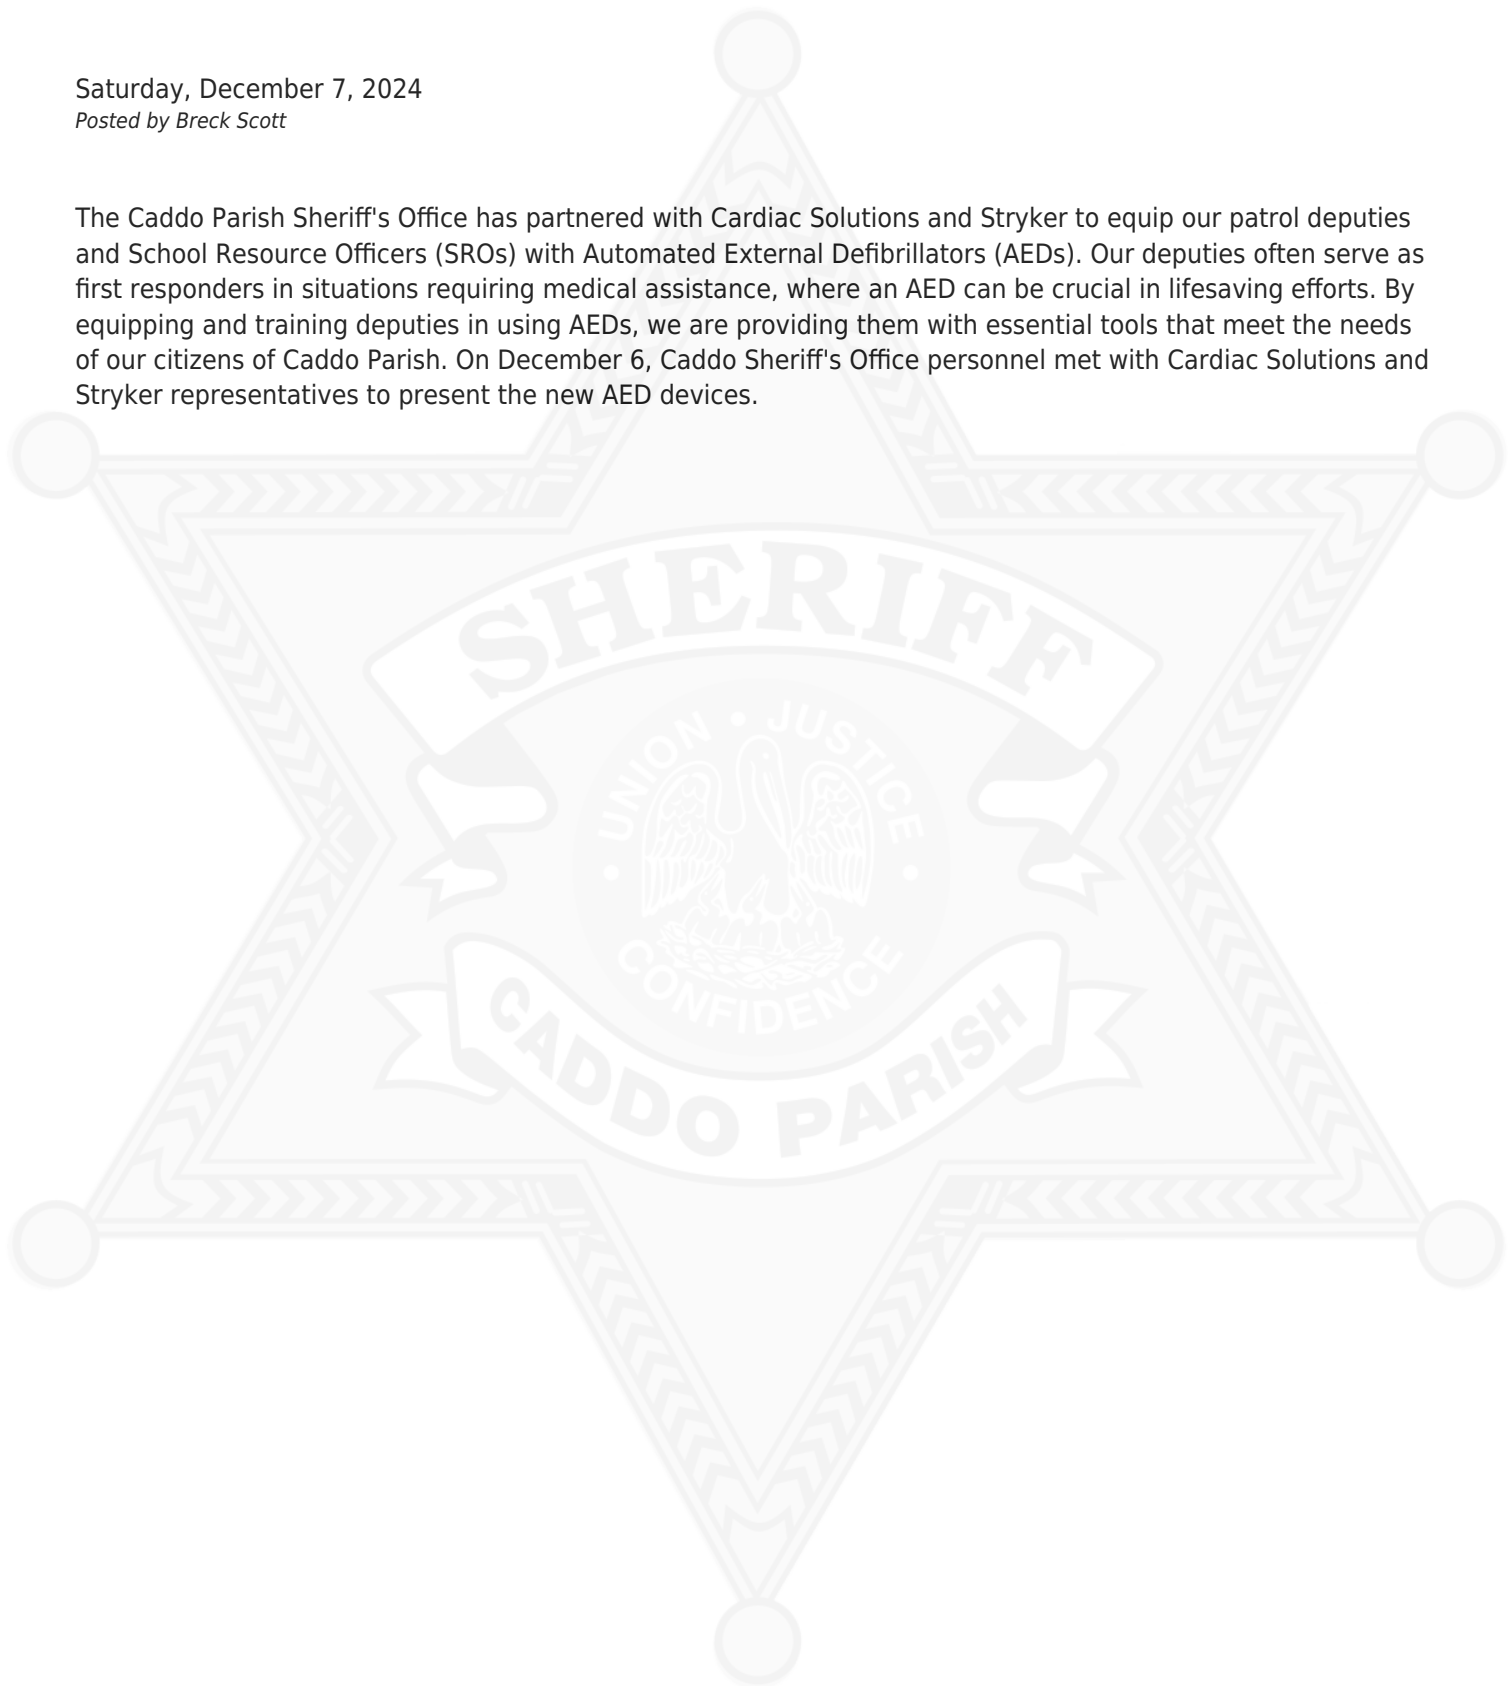 Saturday, December 7, 2024
Posted by Breck Scott
The Caddo Parish Sheriff's Office has partnered with Cardiac Solutions and Stryker to equip our patrol deputies
and School Resource Officers (SROs) with Automated External Defibrillators (AEDs). Our deputies often serve as
first responders in situations requiring medical assistance, where an AED can be crucial in lifesaving efforts. By
equipping and training deputies in using AEDs, we are providing them with essential tools that meet the needs
of our citizens of Caddo Parish. On December 6, Caddo Sheriff's Office personnel met with Cardiac Solutions and
Stryker representatives to present the new AED devices.
SHERIFF
UNION • JUSTICE
• CONFIDENCE •
CADDO PARISH